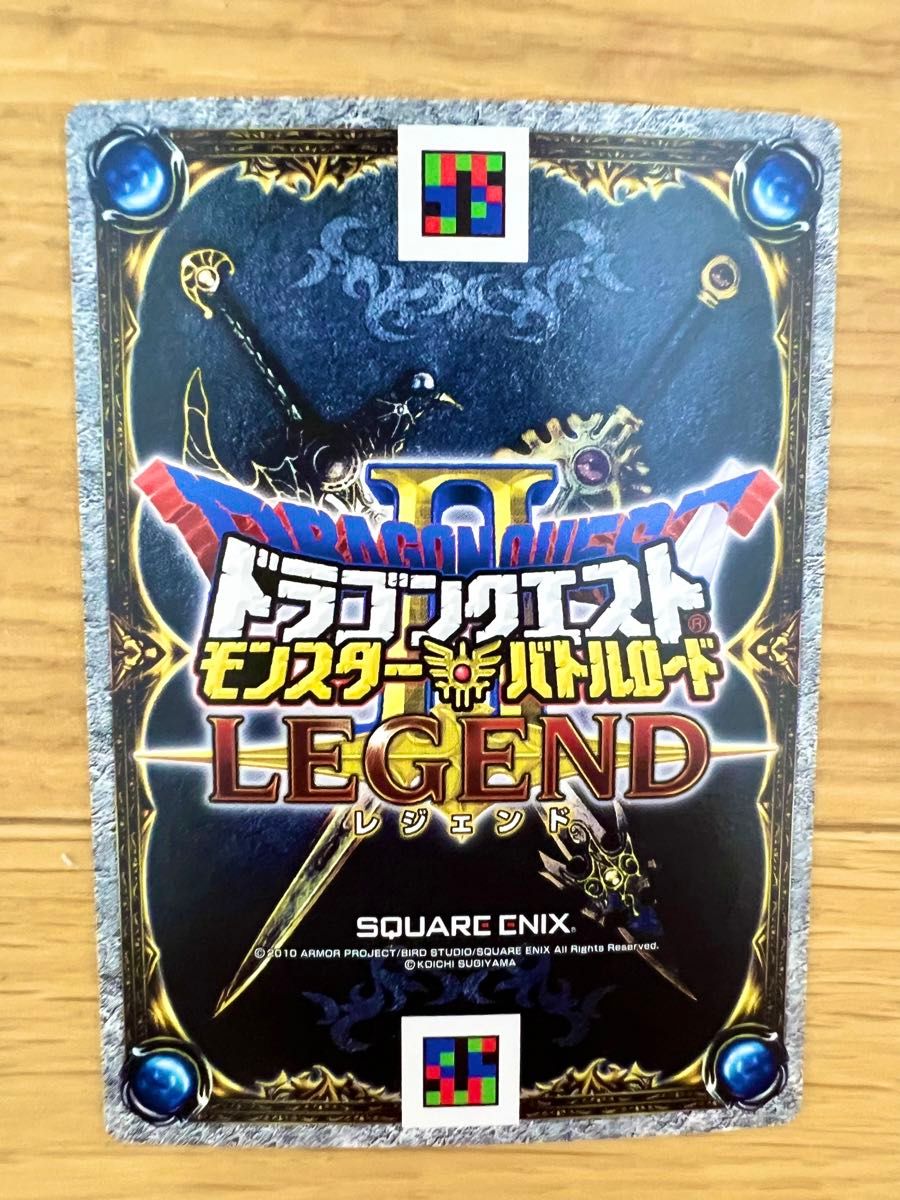 II
DRAGON QUEST
ドラゴンクエスト®
モンスターバトルロード
II
LEGEND
レジェンド
SQUARE ENIX®
©2010 ARMOR PROJECT/BIRD STUDIO/SQUARE ENIX All Rights Reserved.
©KOICHI SUGIYAMA